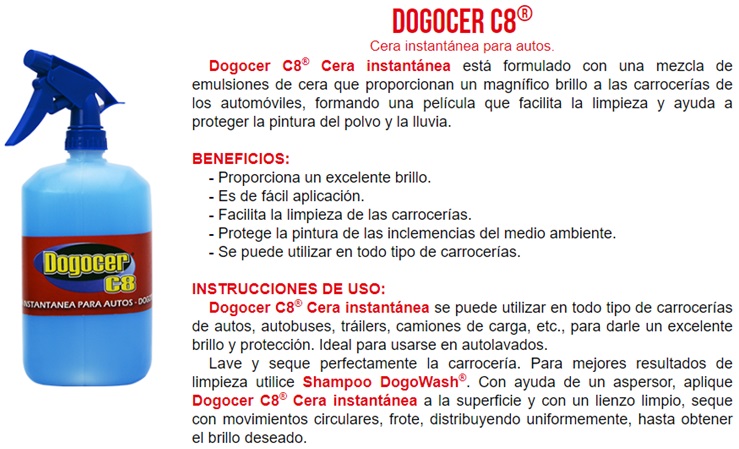 DOGOCER C8®
Cera instantánea para autos.
Dogocer C8® Cera instantánea está formulado con una mezcla de
emulsiones de cera que proporcionan un magnífico brillo a las carrocerías de
los automóviles, formando una película que facilita la limpieza y ayuda a
proteger la pintura del polvo y la lluvia.
BENEFICIOS:
- Proporciona un excelente brillo.
- Es de fácil aplicación.
- Facilita la limpieza de las carrocerías.
- Protege la pintura de las inclemencias del medio ambiente.
- Se puede utilizar en todo tipo de carrocerías.
INSTRUCCIONES DE USO:
Dogocer C8® Cera instantánea se puede utilizar en todo tipo de carrocerías
de autos, autobuses, tráilers, camiones de carga, etc., para darle un excelente
brillo y protección. Ideal para usarse en autolavados.
Lave y seque perfectamente la carrocería. Para mejores resultados de
limpieza utilice Shampoo DogoWash®. Con ayuda de un aspersor, aplique
Dogocer C8® Cera instantánea a la superficie y con un lienzo limpio, seque
con movimientos circulares, frote, distribuyendo uniformemente, hasta obtener
el brillo deseado.
Dogocer
C8
INSTANTANEA PARA AUTOS - DOGO